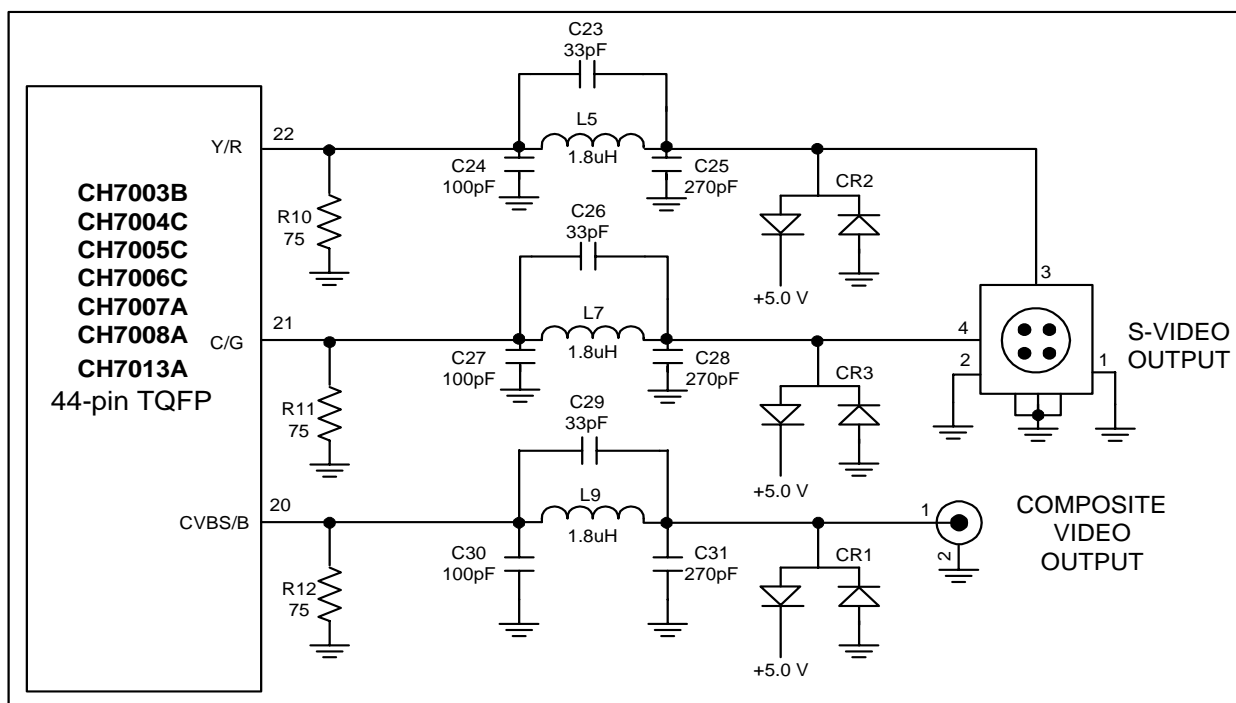 C23
33pF
22
L5
Y/R
1.8uH
C24
100pF
C25
270pF
CR2
R10
75
+5.0 V
3
CH7003B
CH7004C
CH7005C
CH7006C
CH7007A
CH7008A
CH7013A
44-pin TQFP
C26
33pF
21
L7
C/G
1.8uH
C27
100pF
C28
270pF
CR3
R11
75
+5.0 V
4
2
1
S-VIDEO
OUTPUT
C29
33pF
20
L9
CVBS/B
1.8uH
C30
100pF
C31
270pF
CR1
R12
75
+5.0 V
1
2
COMPOSITE
VIDEO
OUTPUT